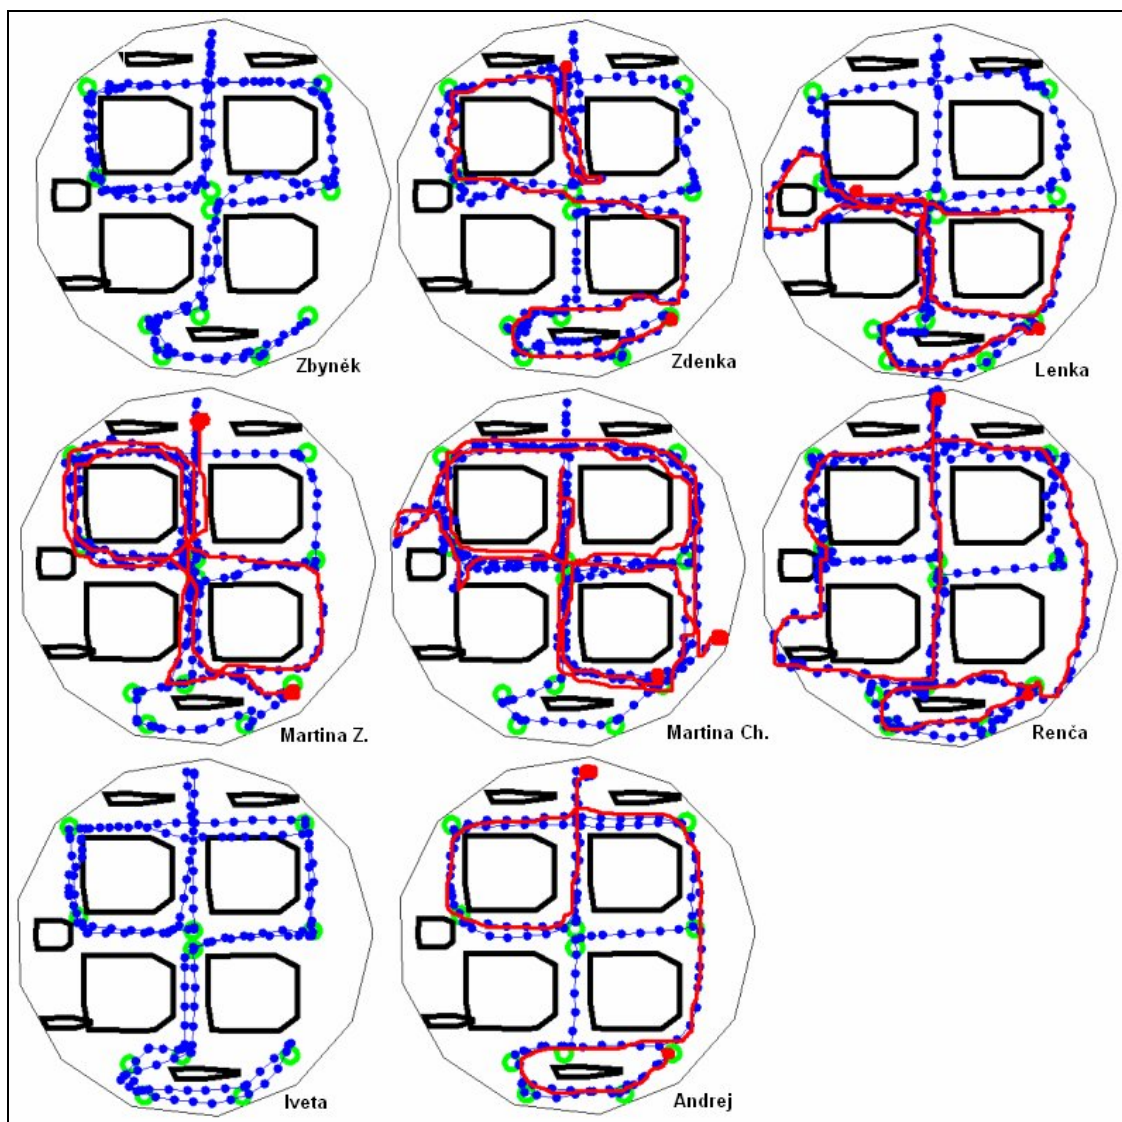 Zbyněk
Zdenka
Lenka
Martina Z.
Martina Ch.
Renča
Iveta
Andrej